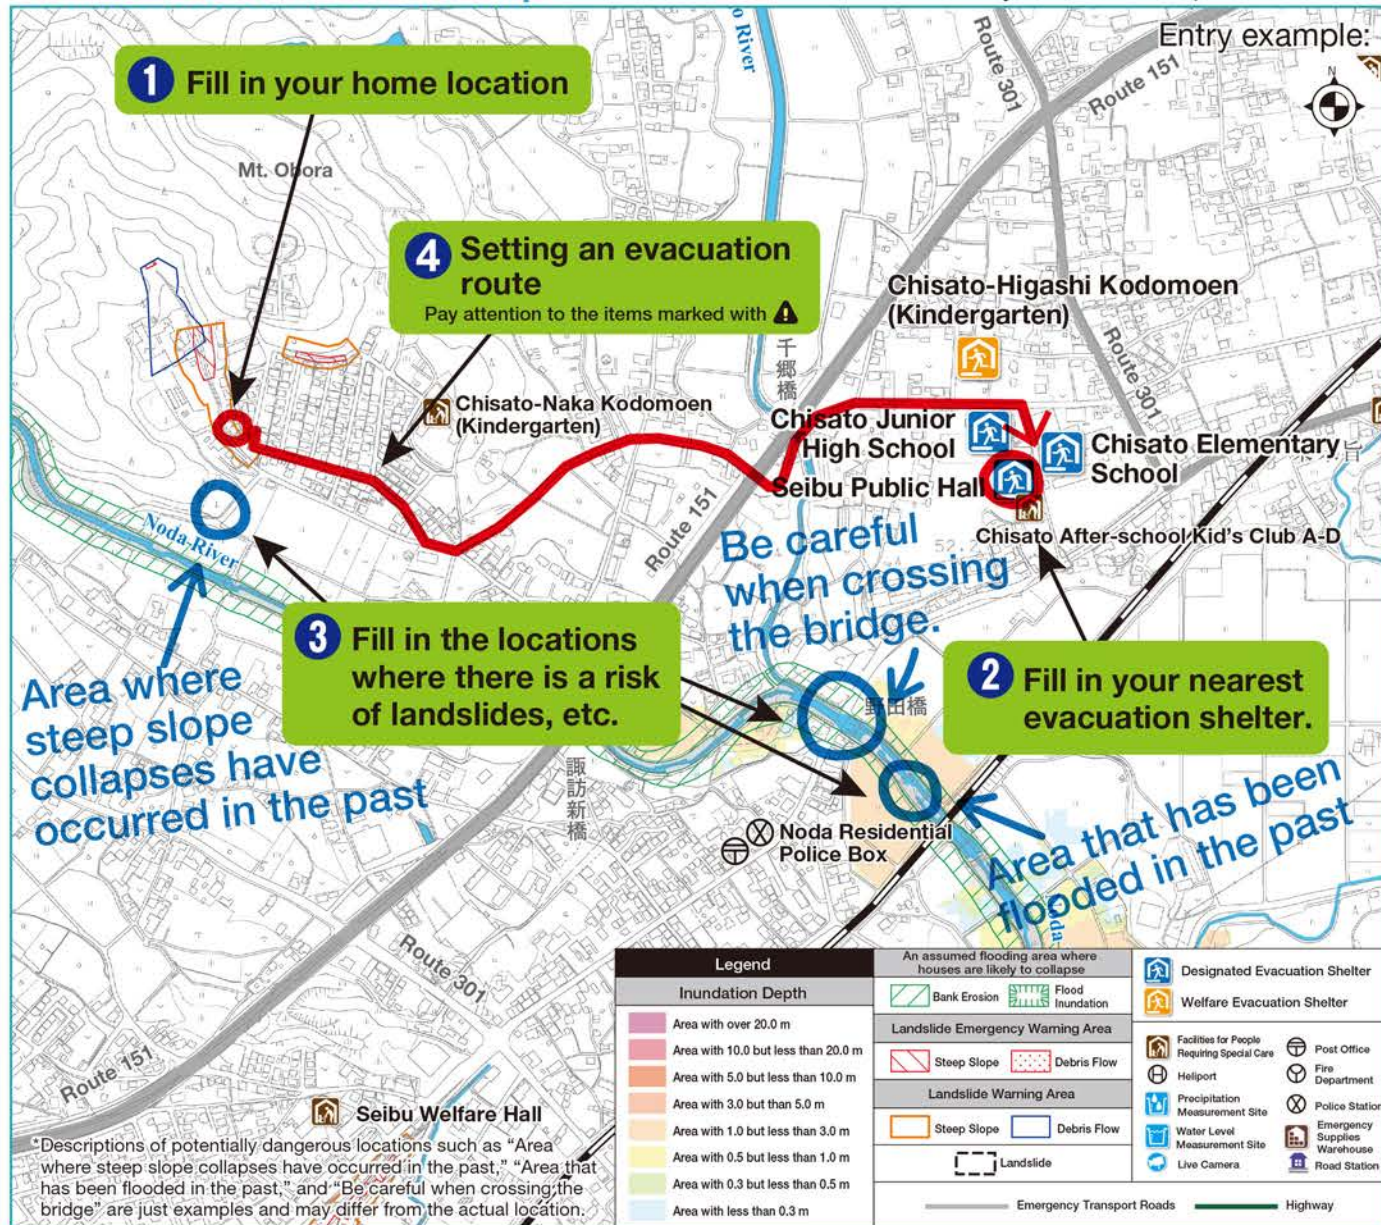 Entry example:
N
1 Fill in your home location
Mt. Obora
4 Setting an evacuation
route
Pay attention to the items marked with
o River
Route 301
Route 151
千郷橋
Chisato-Higashi Kodomoen
(Kindergarten)
Route 301
Chisato-Naka Kodomoen
(Kindergarten)
Chisato Junior
High School
Chisato Elementary
School
Seibu Public Hall
Chisato After-school Kid's Club A-D
Noda River
Route 151
Be careful
when crossing
the bridge.
3 Fill in the locations
where there is a risk
of landslides, etc.
2 Fill in your nearest
evacuation shelter.
Area where
steep slope
collapses have
occurred in the past
野田橋
諏訪新橋
Noda Residential
Police Box
Area that has been
flooded in the past
Route 301
Route 151
Seibu Welfare Hall
*Descriptions of potentially dangerous locations such as “Area
where steep slope collapses have occurred in the past,” “Area that
has been flooded in the past,” and “Be careful when crossing the
bridge” are just examples and may differ from the actual location.
Legend
Inundation Depth
Area with over 20.0 m
Area with 10.0 but less than 20.0 m
Area with 5.0 but less than 10.0 m
Area with 3.0 but than 5.0 m
Area with 1.0 but less than 3.0 m
Area with 0.5 but less than 1.0 m
Area with 0.3 but less than 0.5 m
Area with less than 0.3 m
An assumed flooding area where
houses are likely to collapse
Bank Erosion
Flood
Inundation
Landslide Emergency Warning Area
Steep Slope
Debris Flow
Landslide Warning Area
Steep Slope
Debris Flow
Landslide
Designated Evacuation Shelter
Welfare Evacuation Shelter
Facilities for People
Requiring Special Care
Post Office
Heliport
Fire
Department
Precipitation
Measurement Site
Police Station
Water Level
Measurement Site
Emergency
Supplies
Warehouse
Live Camera
Road Station
Emergency Transport Roads
Highway